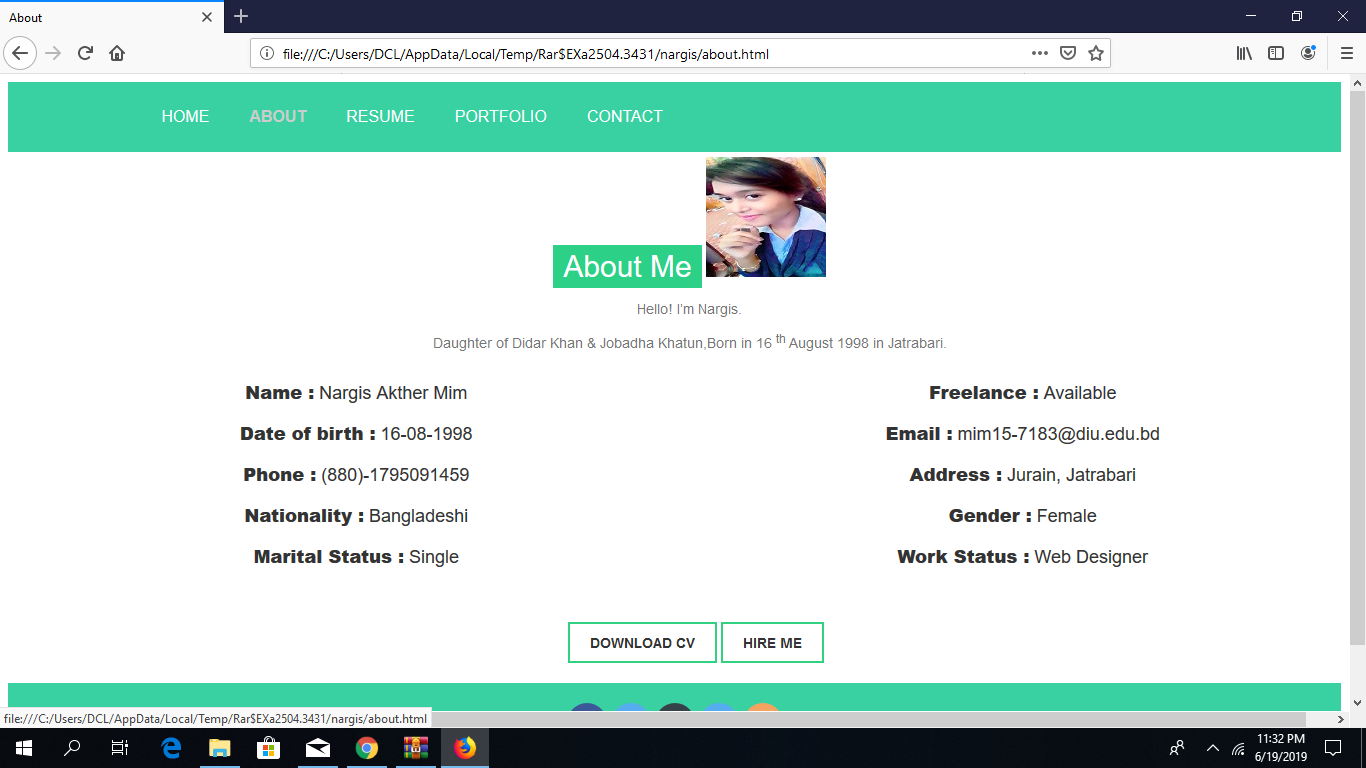 About
file:///C:/Users/DCL/AppData/Local/Temp/Rar$EXa2504.3431/nargis/about.html
HOME ABOUT RESUME PORTFOLIO CONTACT
About Me
Hello! I'm Nargis.
Daughter of Didar Khan & Jobadha Khatun,Born in 16 th August 1998 in Jatrabari.
Name : Nargis Akther Mim
Date of birth : 16-08-1998
Phone : (880)-1795091459
Nationality : Bangladeshi
Marital Status : Single
Freelance : Available
Email : mim15-7183@diu.edu.bd
Address : Jurain, Jatrabari
Gender : Female
Work Status : Web Designer
DOWNLOAD CV HIRE ME
file:///C:/Users/DCL/AppData/Local/Temp/Rar$EXa2504.3431/nargis/about.html
11:32 PM
6/19/2019